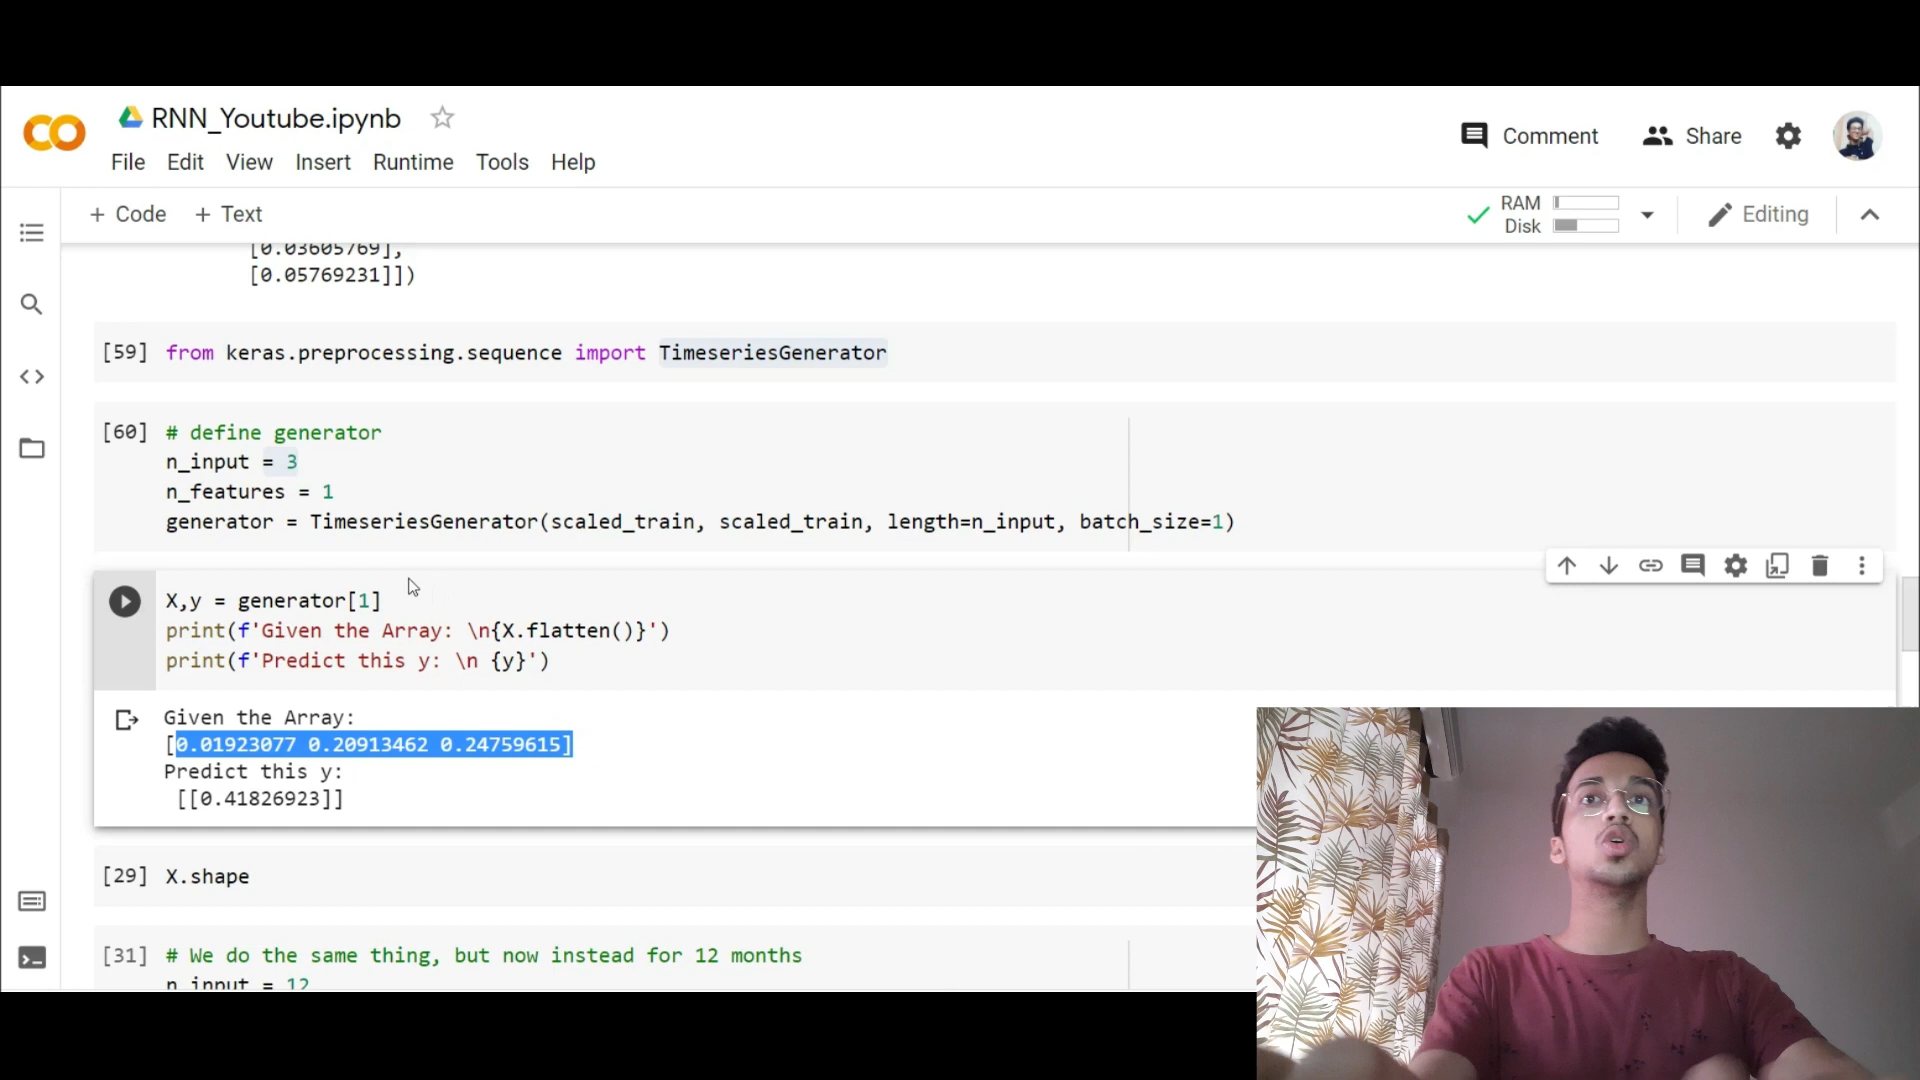 RNN_Youtube.ipynb
Comment
Share
File Edit View Insert Runtime Tools Help
+ Code + Text
RAM
Disk
Editing
[0.03605769],
[0.05769231]])
[59] from keras.preprocessing.sequence import TimeseriesGenerator
[60] # define generator
n_input = 3
n_features = 1
generator = TimeseriesGenerator(scaled_train, scaled_train, length=n_input, batch_size=1)
X,y = generator[1]
print(f'Given the Array: \n{X.flatten()}')
print(f'Predict this y: \n {y}')
Given the Array:
[0.01923077 0.20913462 0.24759615]
Predict this y:
[[0.41826923]]
[29] X.shape
[31] # We do the same thing, but now instead for 12 months
n_input = 12